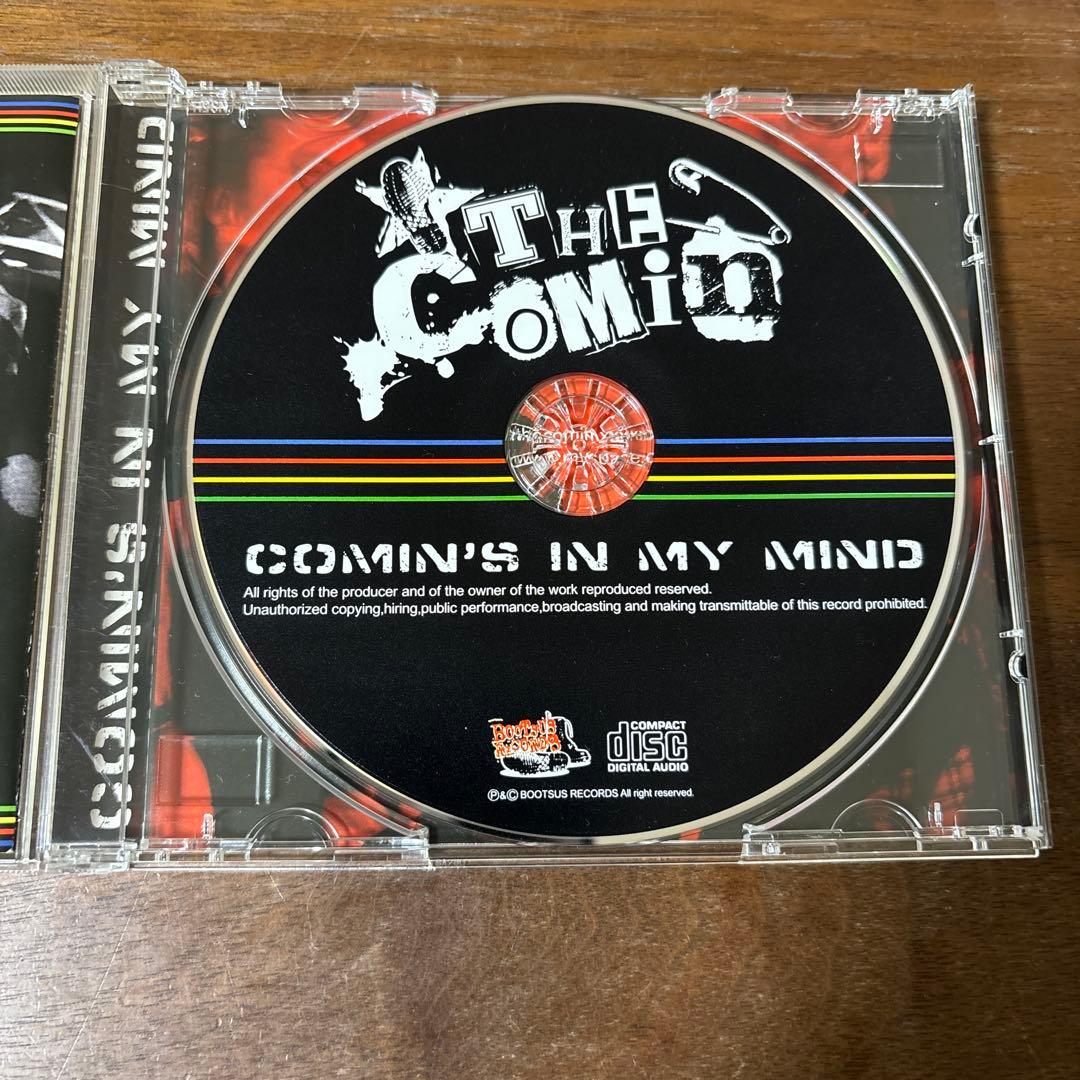 COMIN'S IN MY MIND
THE
COMiN
COMIN'S IN MY MIND
All rights of the producer and of the owner of the work reproduced reserved.
Unauthorized copying,hiring,public performance,broadcasting and making transmittable of this record prohibited.
BOOTSU'S
RECORDS
COMPACT
disc
DIGITAL AUDIO
℗&© BOOTSUS RECORDS All right reserved.